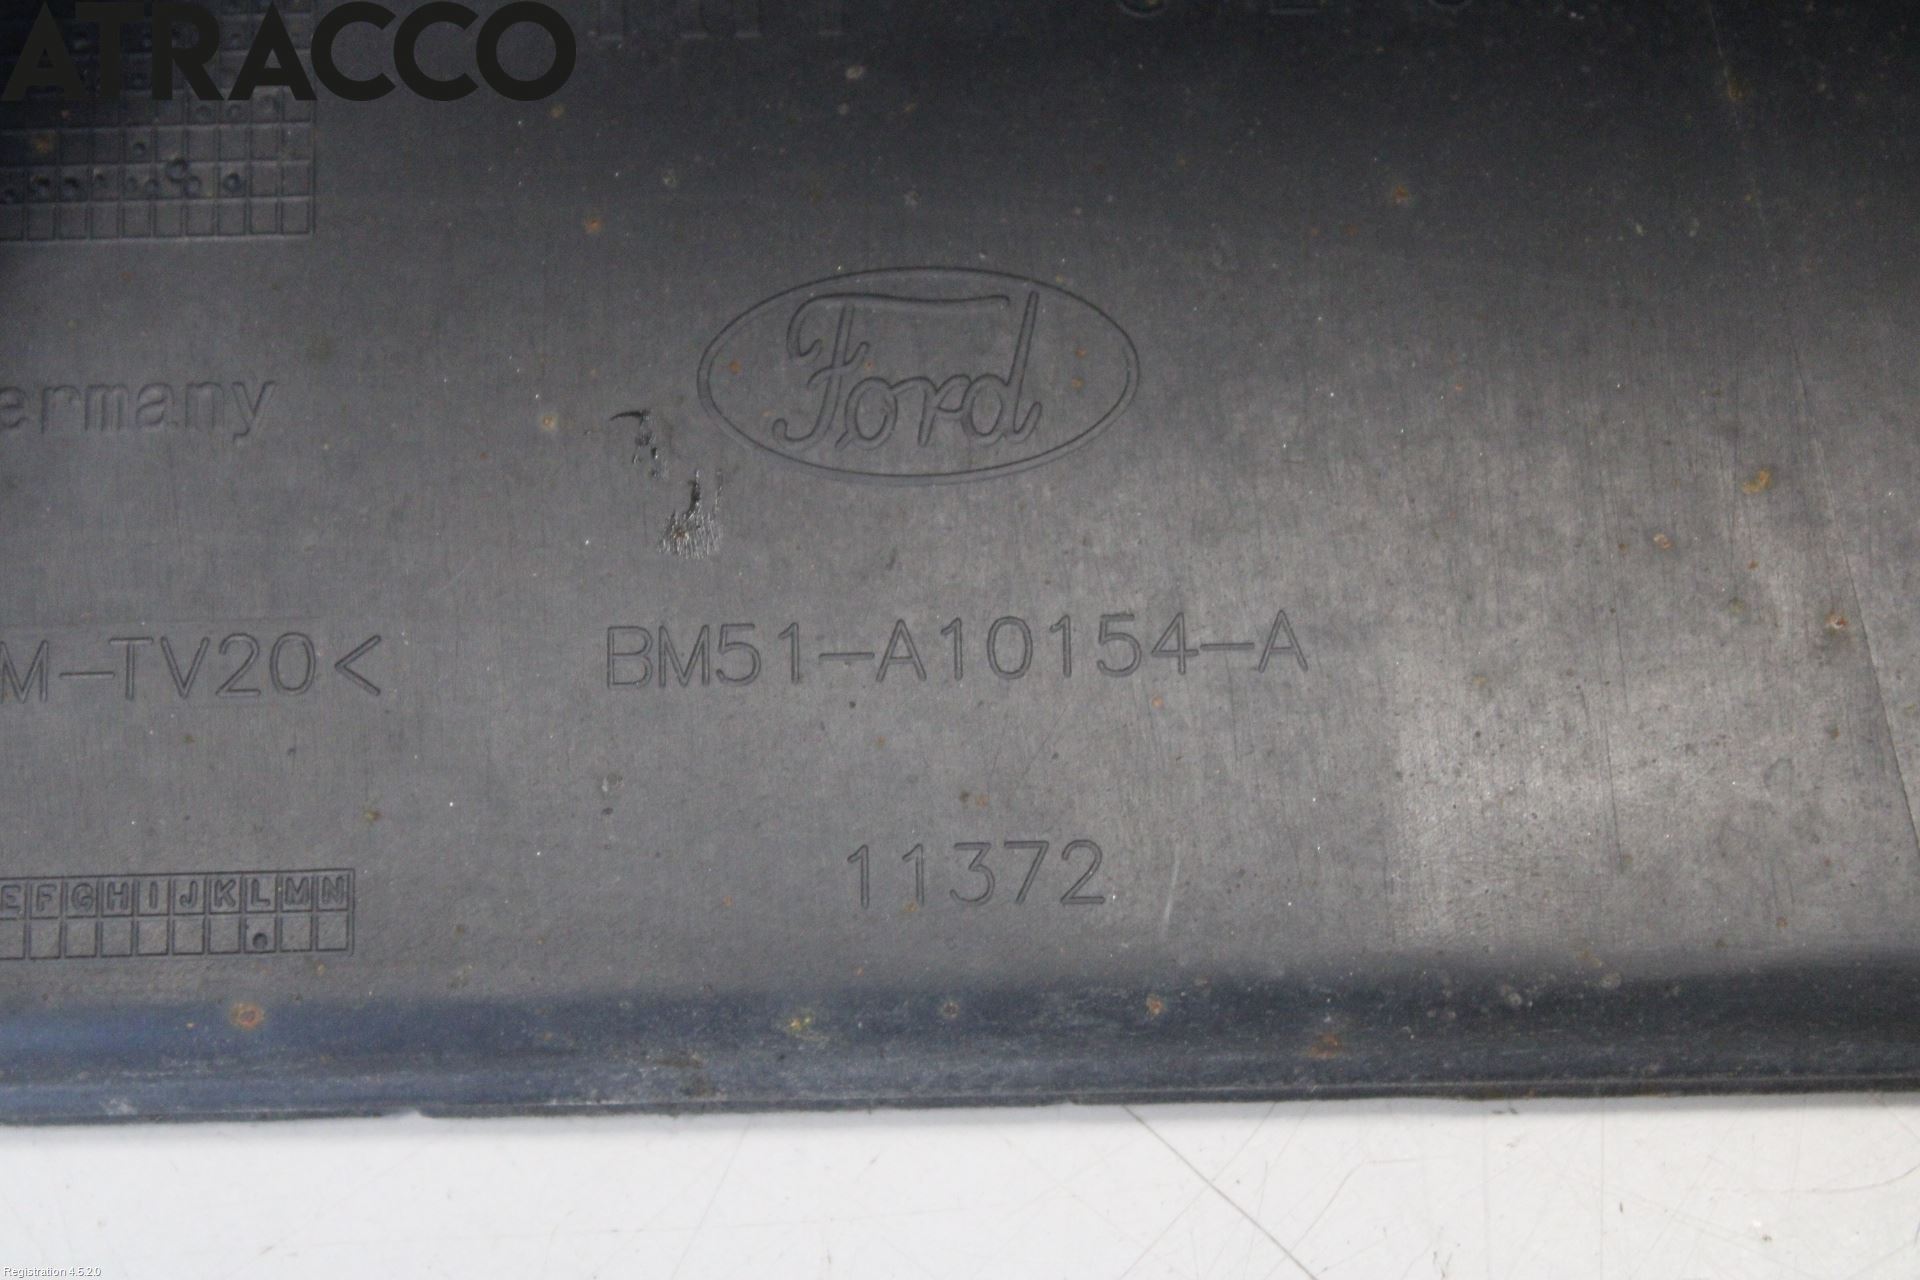 ATRACCO
Ford
ermany
M-TV20<
BM51-A10154-A
11372
E F G H I J K L M N
Registration 4.5.2.0